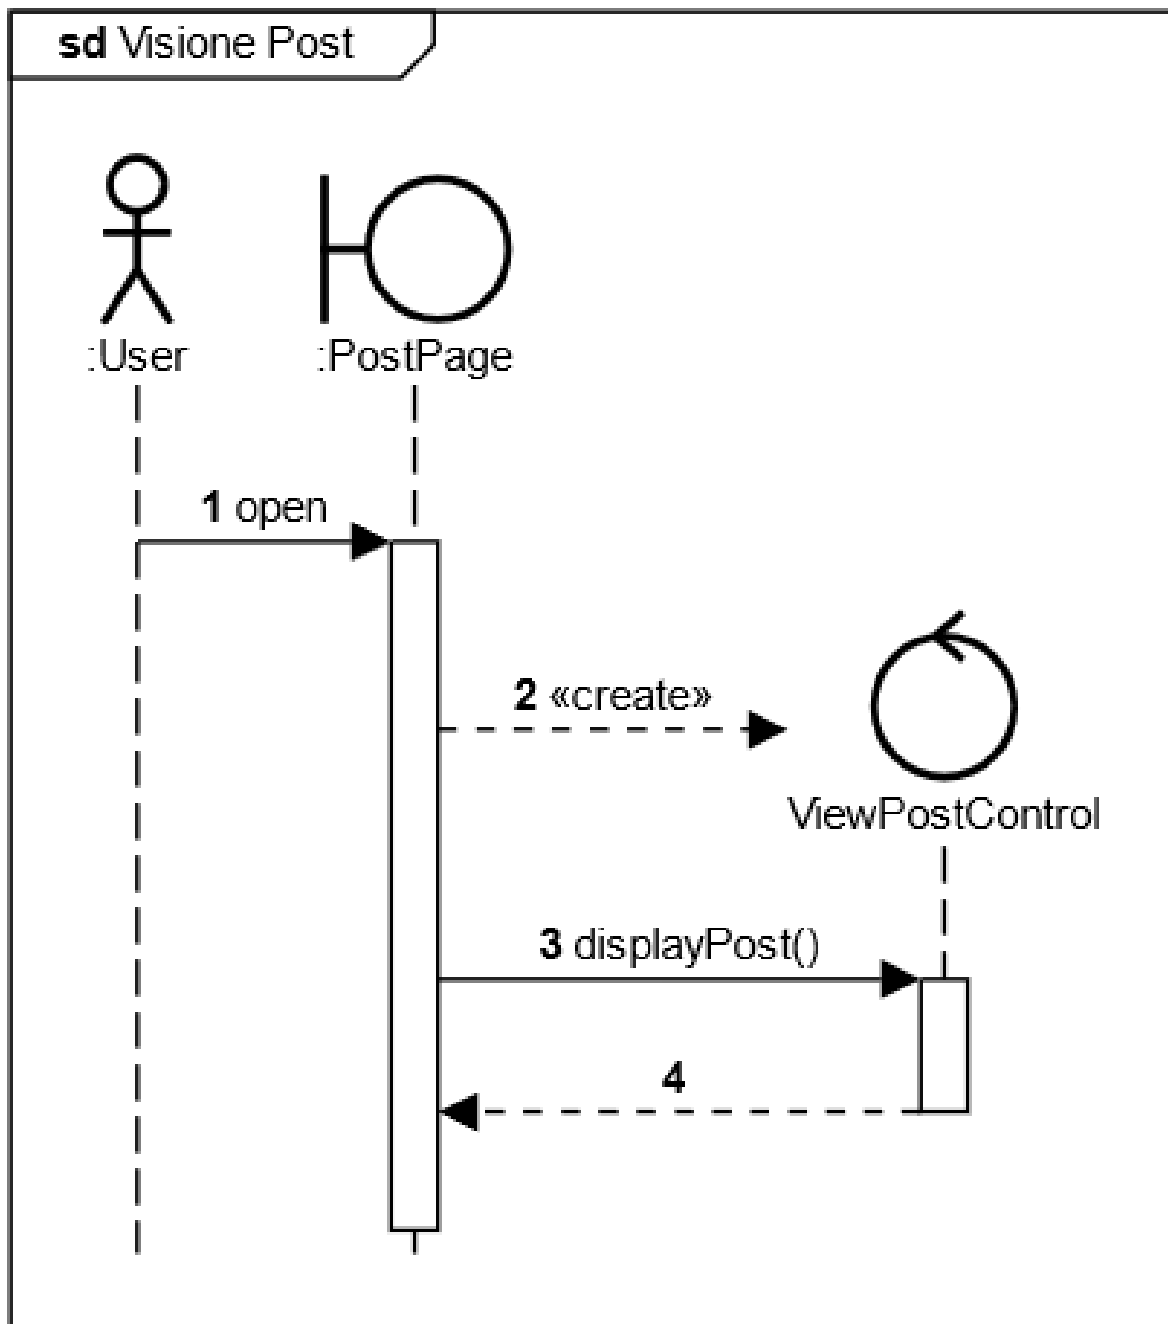 sd Visione Post
:User
:PostPage
1 open
2 «create»
ViewPostControl
3 displayPost()
4